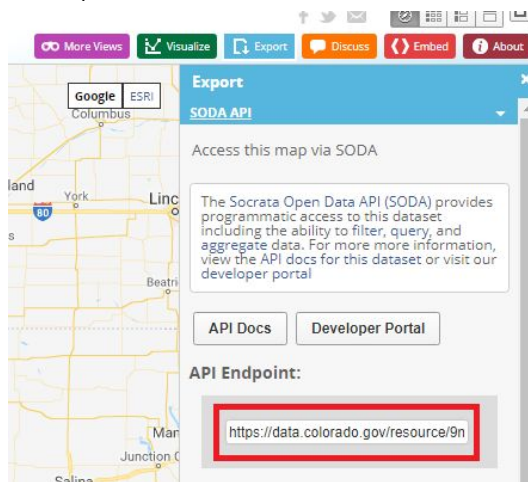 More Views
Visualize
Export
Discuss
Embed
About
Google
ESRI
Columbus
Export
SODA API
Access this map via SODA
York
80
Linc
The Socrata Open Data API (SODA) provides
programmatic access to this dataset
including the ability to filter, query, and
aggregate data. For more more information,
view the API docs for this dataset or visit our
developer portal
Beatri
API Docs
Developer Portal
API Endpoint:
https://data.colorado.gov/resource/9n
Mar
Junction
Salina